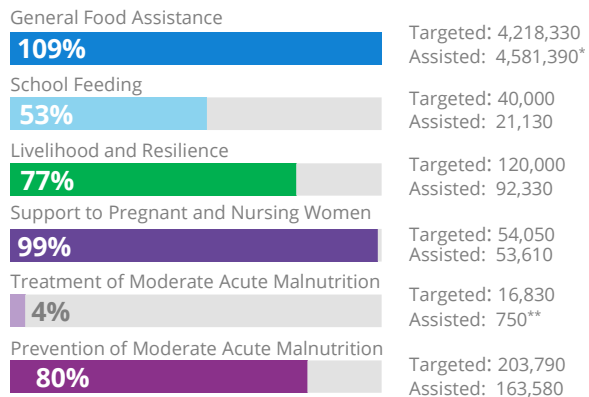 General Food Assistance
109%
Targeted: 4,218,330
Assisted: 4,581,390*
School Feeding
53%
Targeted: 40,000
Assisted: 21,130
Livelihood and Resilience
77%
Targeted: 120,000
Assisted: 92,330
Support to Pregnant and Nursing Women
99%
Targeted: 54,050
Assisted: 53,610
Treatment of Moderate Acute Malnutrition
4%
Targeted: 16,830
Assisted: 750**
Prevention of Moderate Acute Malnutrition
80%
Targeted: 203,790
Assisted: 163,580